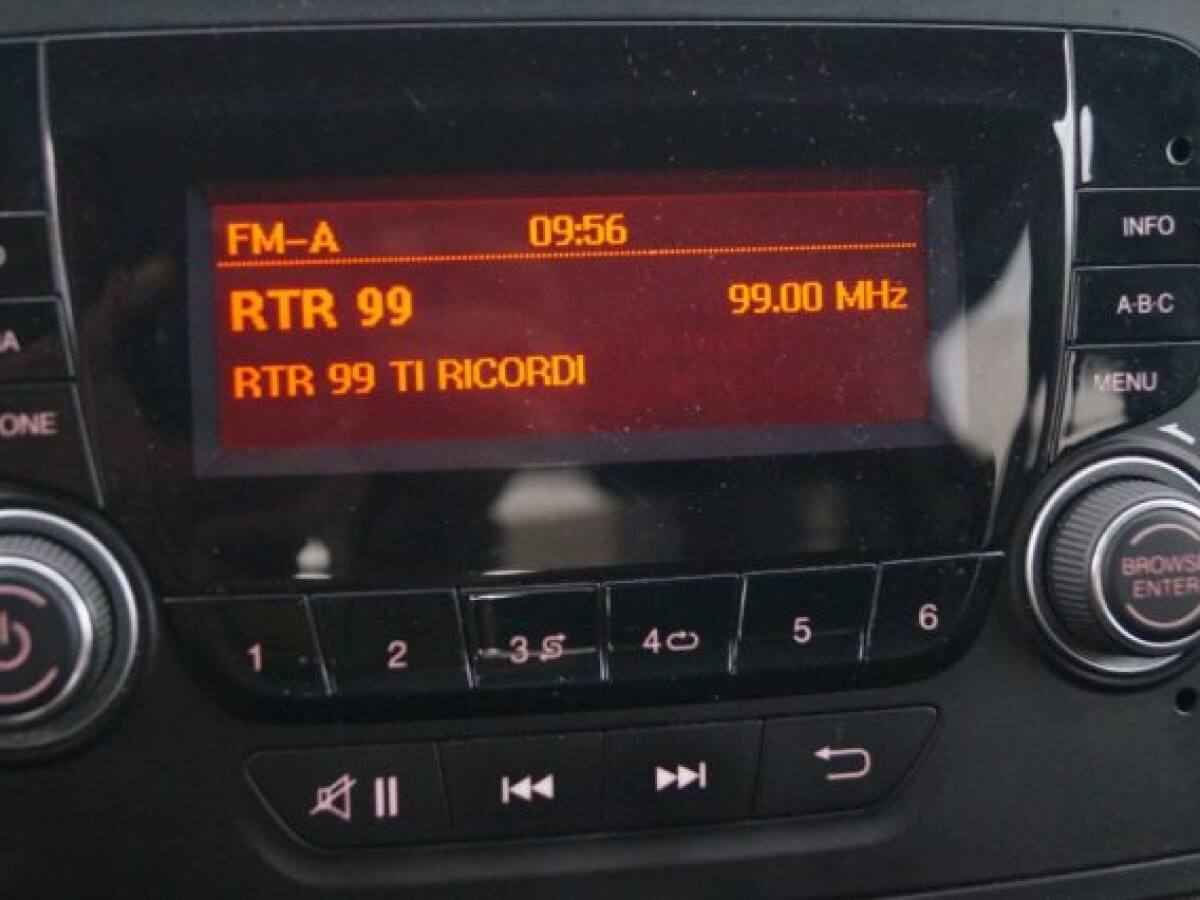 FM-A 09:56
RTR 99 99.00 MHz
RTR 99 TI RICORDI
INFO
A·B·C
MENU
BROWSE
ENTER
1 2 3 4 5 6